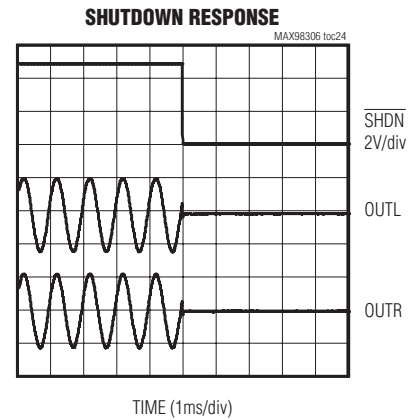 SHUTDOWN RESPONSE
MAX98306 toc24
SHDN
2V/div
OUTL
OUTR
TIME (1ms/div)